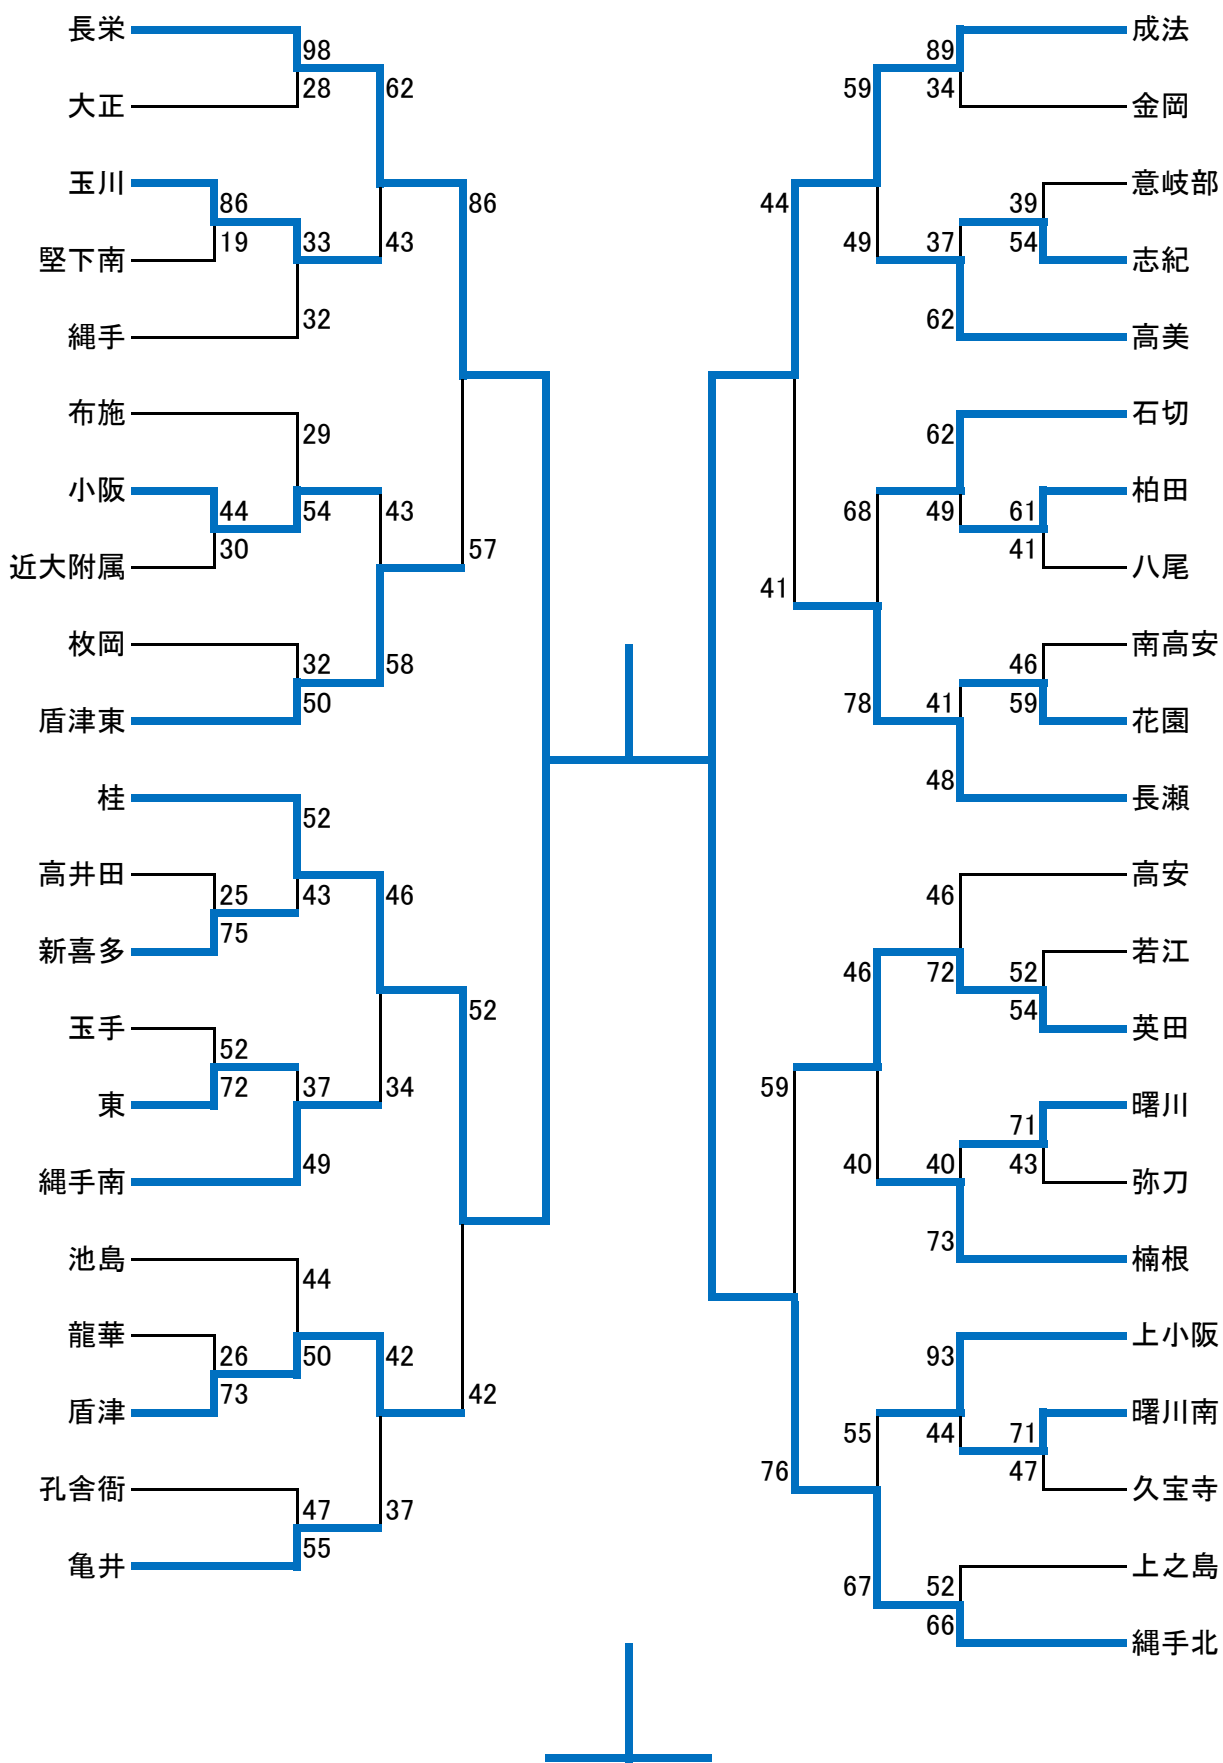 長栄
98
28
62
大正
玉川
86
19
33
43
86
堅下南
縄手
32
布施
29
小阪
44
30
54
43
57
近大附属
枚岡
32
50
58
盾津東
桂
52
高井田
25
75
43
46
新喜多
52
玉手
52
72
37
34
東
縄手南
49
池島
44
龍華
26
73
50
42
42
盾津
孔舎衙
47
55
37
亀井
成法
89
34
59
金岡
意岐部
39
54
37
49
44
志紀
高美
62
石切
62
柏田
61
41
49
68
八尾
41
南高安
46
59
41
78
花園
長瀬
48
高安
46
若江
52
54
72
46
英田
59
曙川
71
43
40
40
弥刀
楠根
73
上小阪
93
曙川南
71
47
44
55
76
久宝寺
上之島
52
66
67
縄手北